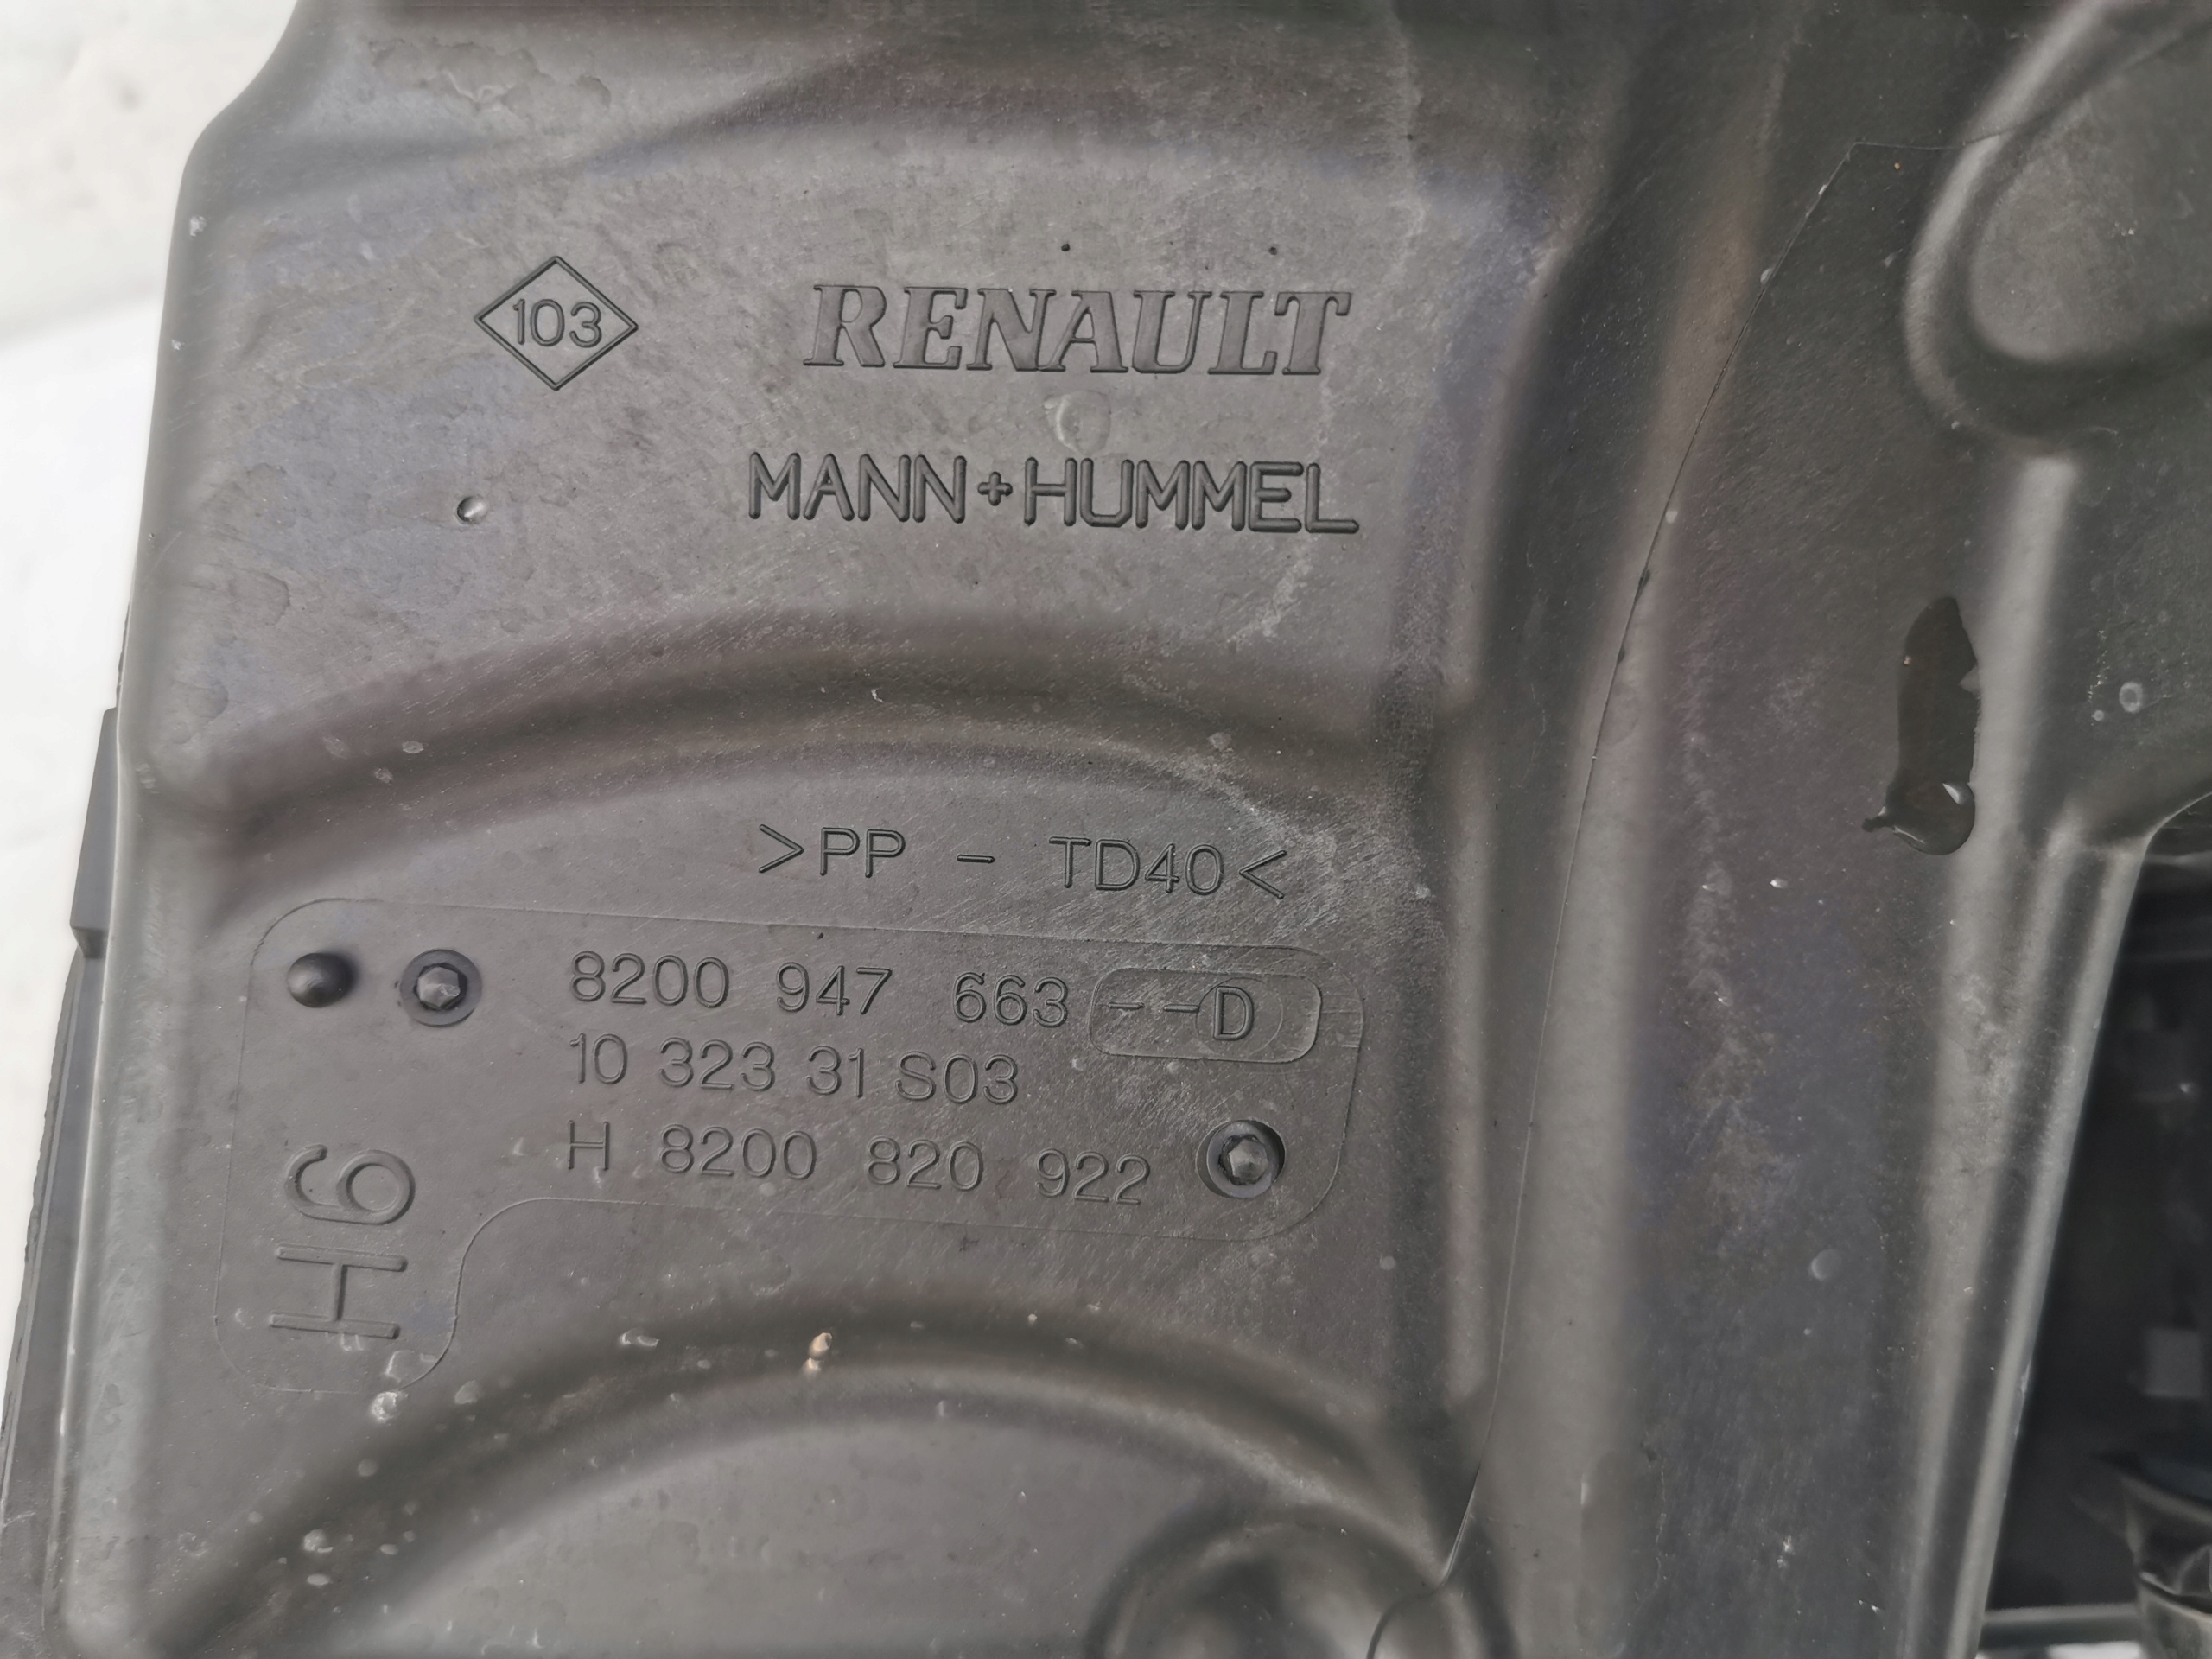 103
RENAULT
MANN+HUMMEL
>PP - TD40<
8200 947 663 --D
10 323 31 S03
H 8200 820 922
H6